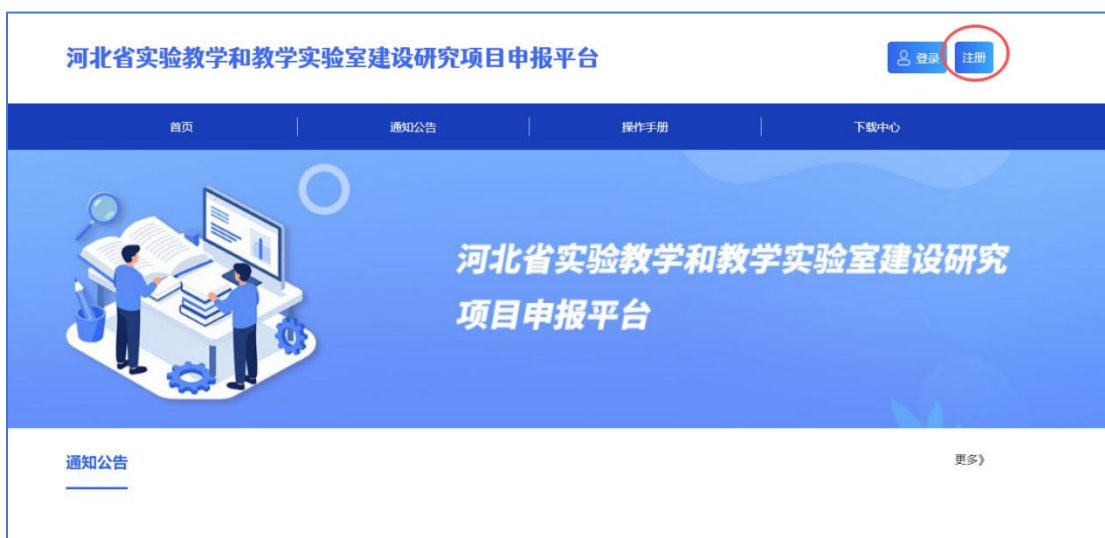 河北省实验教学和教学实验室建设研究项目申报平台
登录
注册
首页
通知公告
操作手册
下载中心
河北省实验教学和教学实验室建设研究
项目申报平台
通知公告
更多》